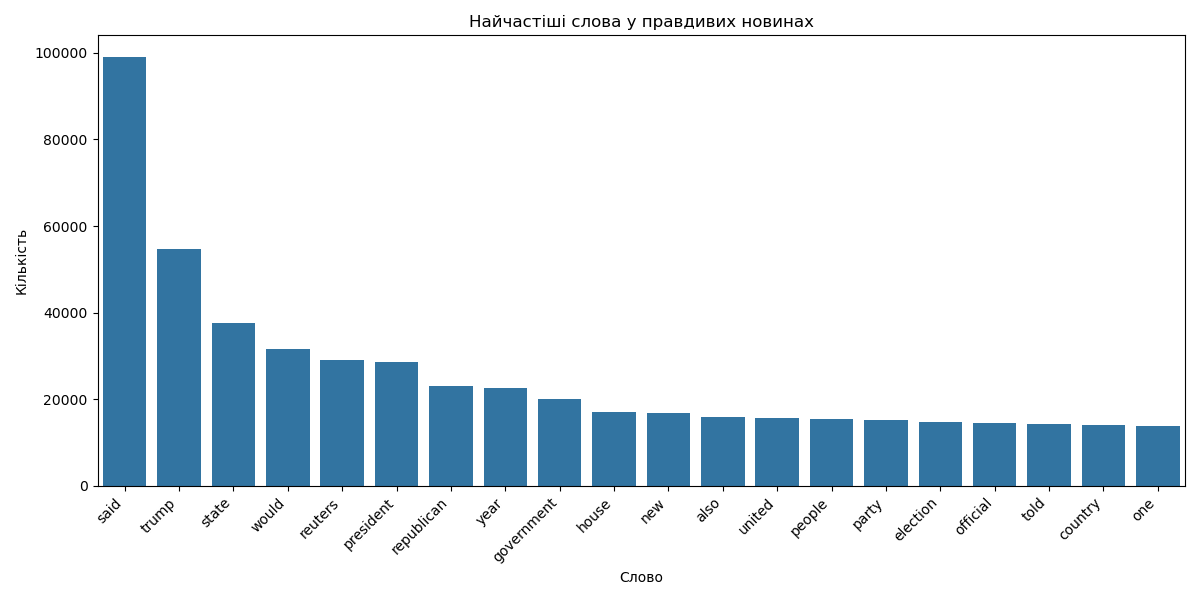 Найчастіші слова у правдивих новинах
Кількість
100000
80000
60000
40000
20000
0
said
trump
state
would
reuters
president
republican
year
government
house
new
also
united
people
party
election
official
told
country
one
Слово